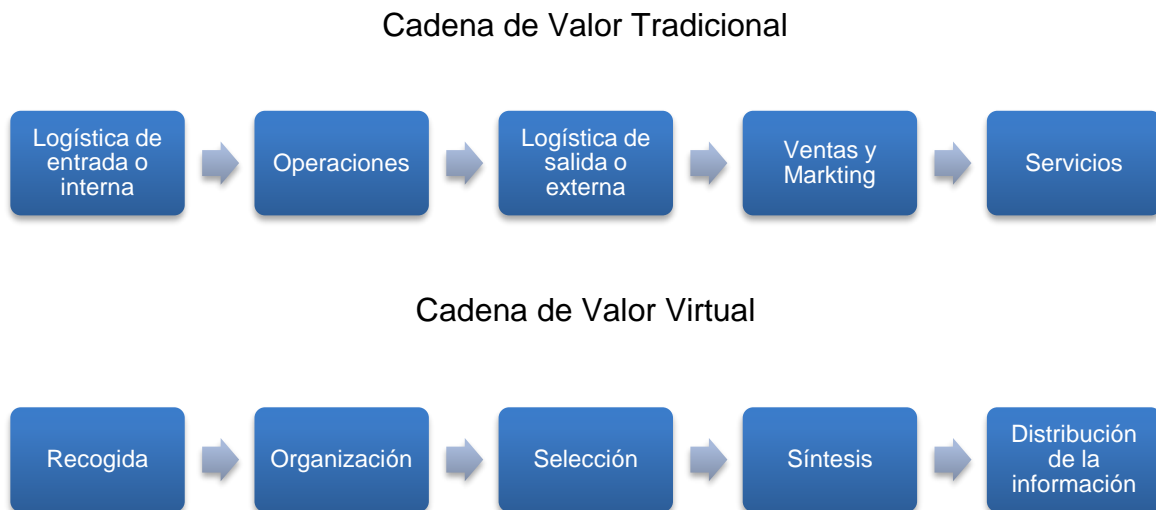 Cadena de Valor Tradicional
Logística de
entrada o
interna
Operaciones
Logística de
salida o
externa
Ventas y
Markting
Servicios
Cadena de Valor Virtual
Recogida
Organización
Selección
Síntesis
Distribución
de la
información